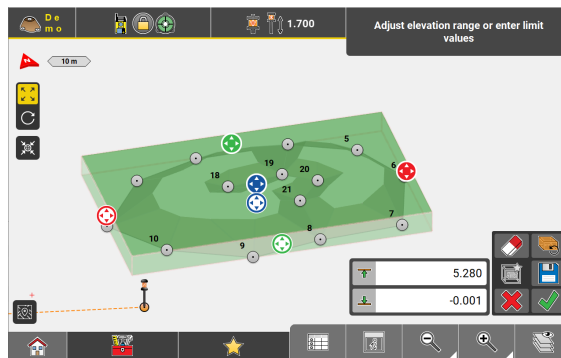 De
mo
1.700
Adjust elevation range or enter limit
values
10 m
5
19
20
6
18
21
7
8
10
9
5.280
-0.001